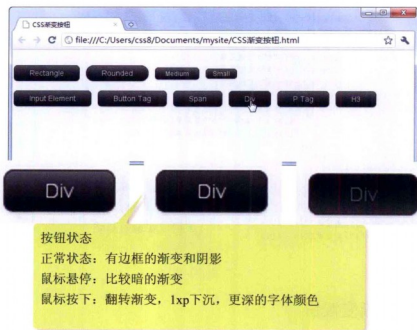 CSS渐变按钮
file:///C:/Users/css8/Documents/mysite/CSS渐变按钮.html
Rectangle Rounded Medium Small
Input Element Button Tag Span Div P Tag H3
Div Div Div
按钮状态
正常状态：有边框的渐变和阴影
鼠标悬停：比较暗的渐变
鼠标按下：翻转渐变，1xp下沉，更深的字体颜色